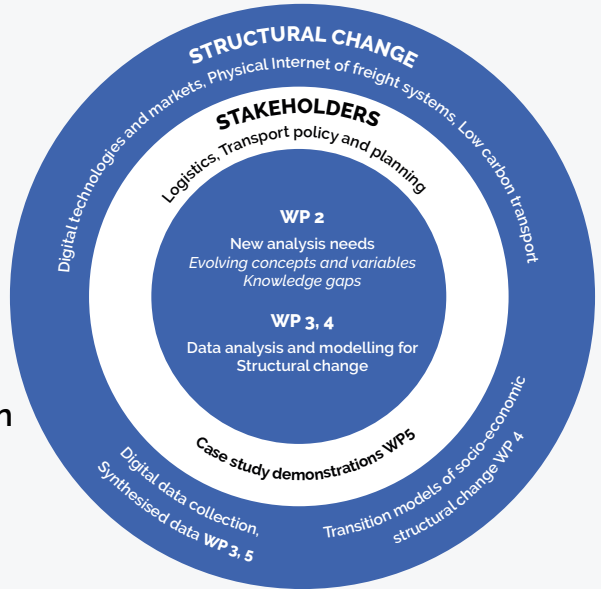 STRUCTURAL CHANGE
Digital technologies and markets, Physical Internet of freight systems, Low carbon transport
STAKEHOLDERS
Logistics, Transport policy and planning
WP 2
New analysis needs
Evolving concepts and variables
Knowledge gaps
WP 3, 4
Data analysis and modelling for
Structural change
n
Case study demonstrations WP5
Digital data collection,
Synthesised data WP 3, 5
Transition models of socio-economic
structural change WP 4